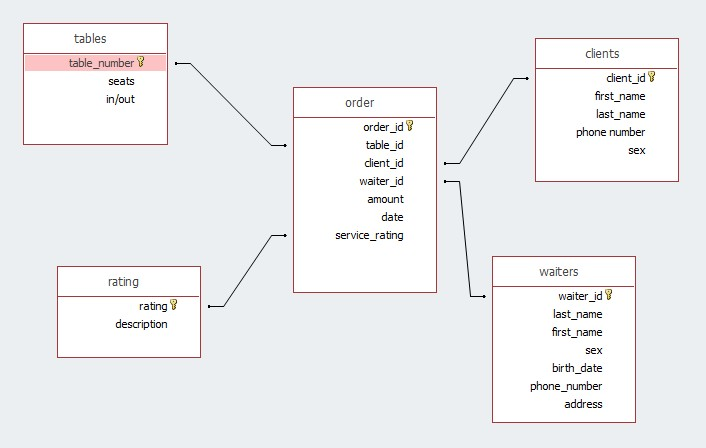 tables
table_number
seats
in/out
order
order_id
table_id
client_id
waiter_id
amount
date
service_rating
clients
client_id
first_name
last_name
phone number
sex
rating
rating
description
waiters
waiter_id
last_name
first_name
sex
birth_date
phone_number
address